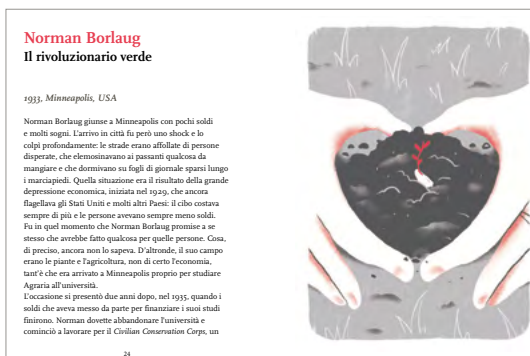 Norman Borlaug
Il rivoluzionario verde
1933, Minneapolis, USA
Norman Borlaug giunse a Minneapolis con pochi soldi
e molti sogni. L'arrivo in città fu però uno shock e lo
colpì profondamente: le strade erano affollate di persone
disperate, che elemosinavano ai passanti qualcosa da
mangiare e che dormivano su fogli di giornale sparsi lungo
i marciapiedi. Quella situazione era il risultato della grande
depressione economica, iniziata nel 1929, che ancora
flagellava gli Stati Uniti e molti altri Paesi: il cibo costava
sempre di più e le persone avevano sempre meno soldi.
Fu in quel momento che Norman Borlaug promise a se
stesso che avrebbe fatto qualcosa per quelle persone. Cosa,
di preciso, ancora non lo sapeva. D'altronde, il suo campo
erano le piante e l'agricoltura, non di certo l'economia,
tant'è che era arrivato a Minneapolis proprio per studiare
Agraria all'università.
L'occasione si presentò due anni dopo, nel 1935, quando i
soldi che aveva messo da parte per finanziare i suoi studi
finirono. Norman dovette abbandonare l'università e
cominciò a lavorare per il Civilian Conservation Corps, un
24